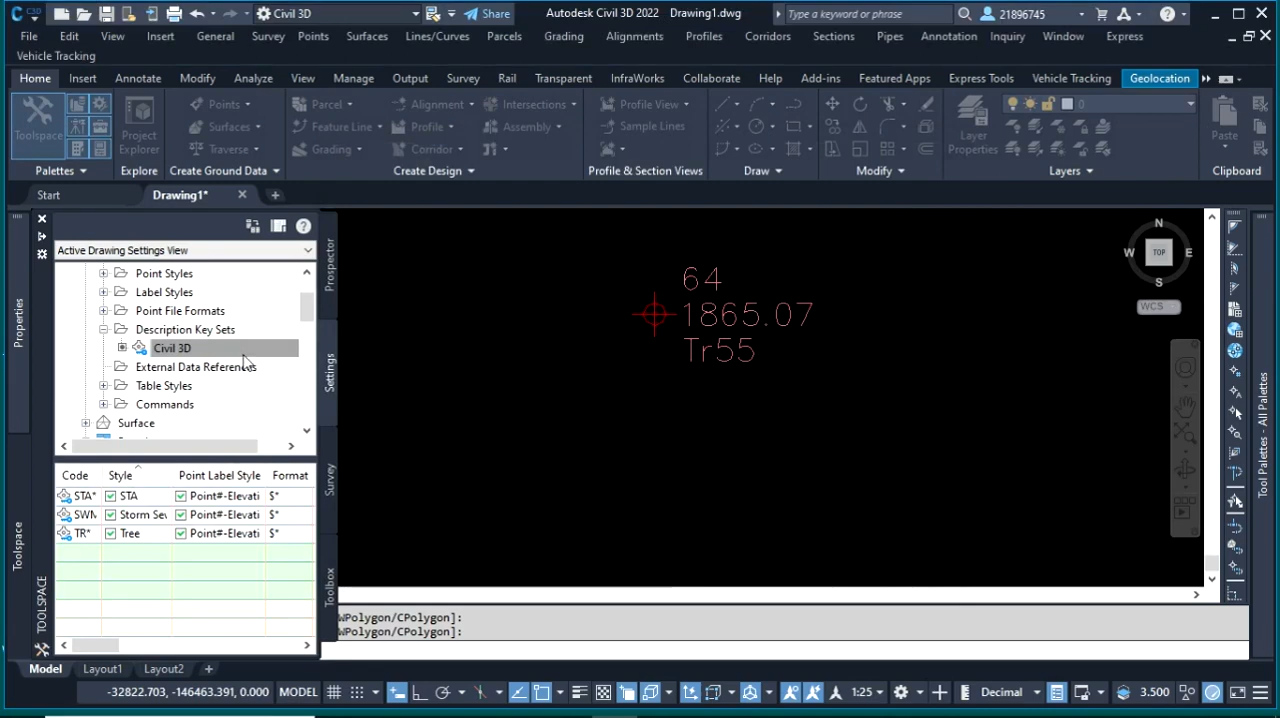 Civil 3D Share Autodesk Civil 3D 2022 Drawing1.dwg Type a keyword or phrase 21896745
File Edit View Insert General Survey Points Surfaces Lines/Curves Parcels Grading Alignments Profiles Corridors Sections Pipes Annotation Inquiry Window Express
Vehicle Tracking
Home Insert Annotate Modify Analyze View Manage Output Survey Rail Transparent InfraWorks Collaborate Help Add-ins Featured Apps Express Tools Vehicle Tracking Geolocation
Points Parcel Alignment Intersections Profile View 0
Toolspace Project Explorer Surfaces Feature Line Profile Assembly Sample Lines Layer Properties Paste
Traverse Grading Corridor
Palettes Explore Create Ground Data Create Design Profile & Section Views Draw Modify Layers Clipboard
Start Drawing1*
Active Drawing Settings View
Point Styles
Label Styles
Point File Formats
Description Key Sets
Civil 3D
External Data References
Table Styles
Commands
Surface
Code Style Point Label Style Format
STA* STA Point#-Elevati $*
SWM Storm Sev Point#-Elevati $*
TR* Tree Point#-Elevati $*
Properties
Toolspace
TOOLSPACE
Prospector
Settings
Survey
Toolbox
64
1865.07
Tr55
N
W TOP E
S
WCS
Tool Palettes - All Palettes
WPolygon/CPolygon]:
WPolygon/CPolygon]:
Model Layout1 Layout2
-32822.703, -146463.391, 0.000 MODEL 1:25 Decimal 3.500